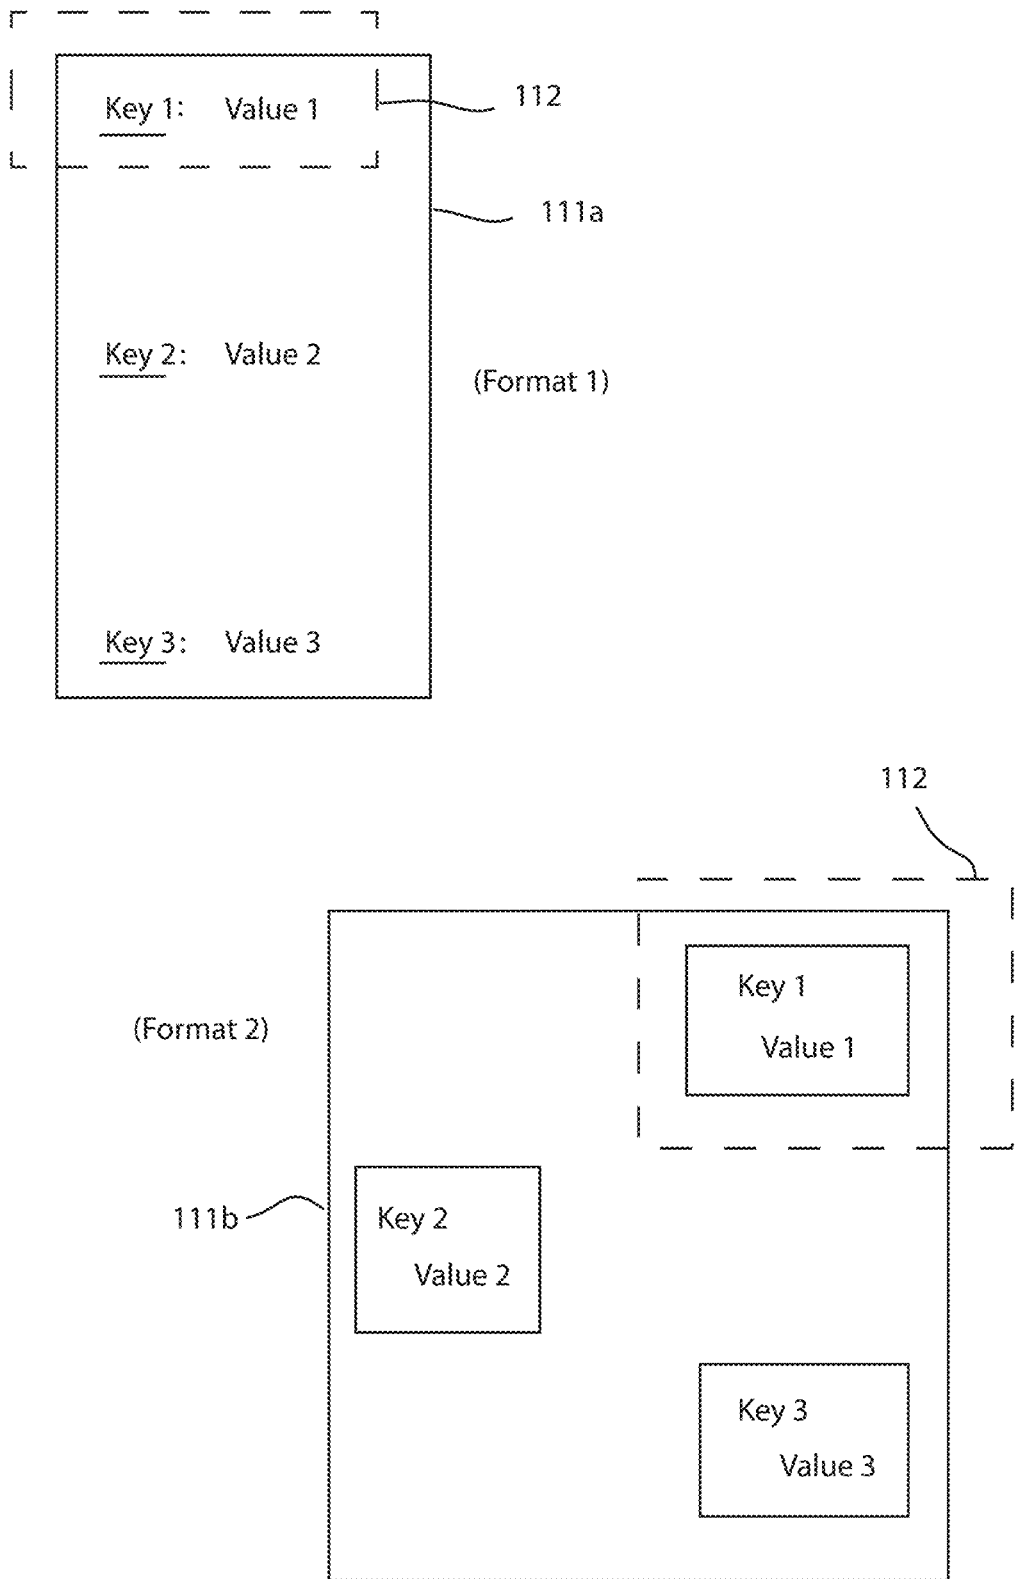 Key 1: Value 1
112
111a
Key 2: Value 2
(Format 1)
Key 3: Value 3
112
Key 1
Value 1
(Format 2)
111b
Key 2
Value 2
Key 3
Value 3